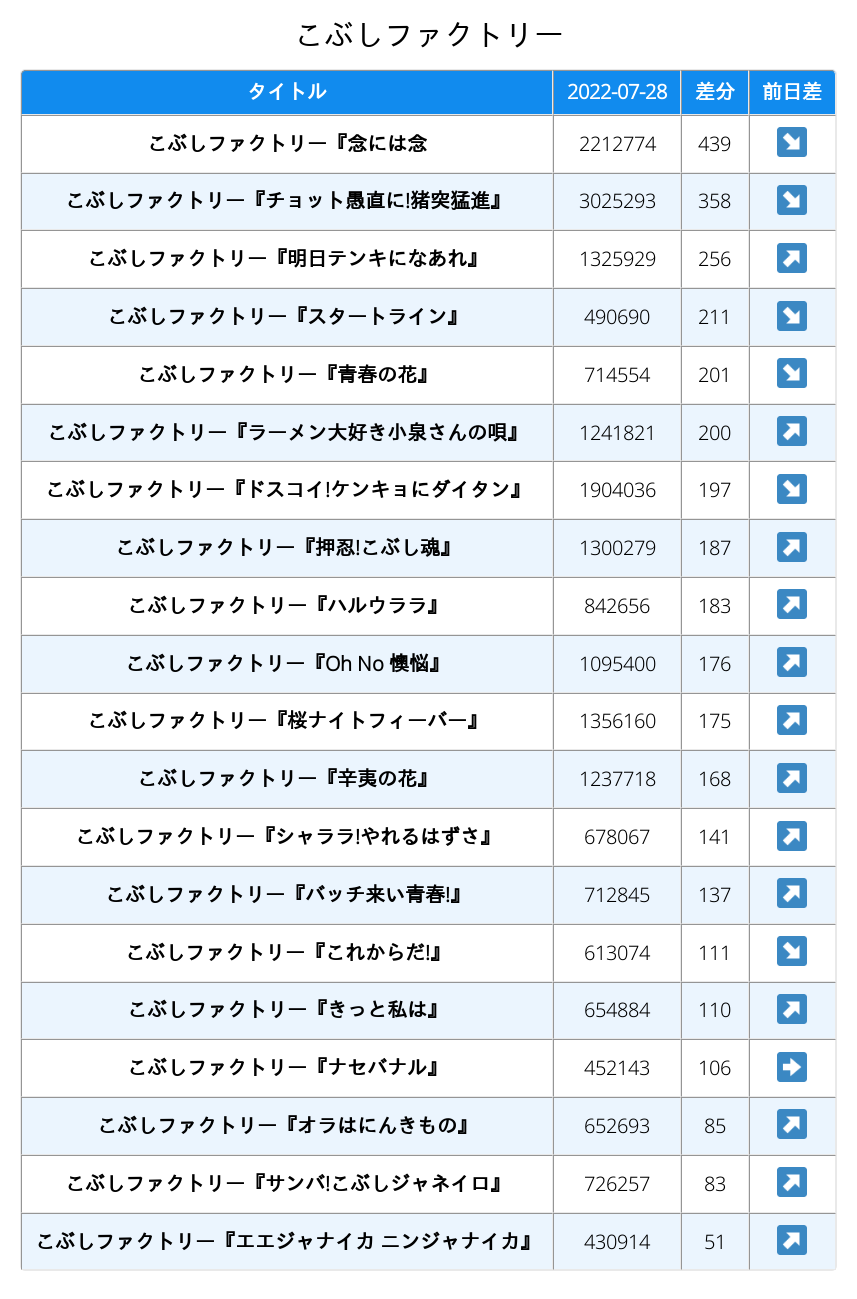 こぶしファクトリー
タイトル 2022-07-28 差分 前日差
こぶしファクトリー『念には念 2212774 439 ↘
こぶしファクトリー『チョット愚直に!猪突猛進』 3025293 358 ↘
こぶしファクトリー『明日テンキになあれ』 1325929 256 ↗
こぶしファクトリー『スタートライン』 490690 211 ↘
こぶしファクトリー『青春の花』 714554 201 ↘
こぶしファクトリー『ラーメン大好き小泉さんの唄』 1241821 200 ↗
こぶしファクトリー『ドスコイ!ケンキョにダイタン』 1904036 197 ↘
こぶしファクトリー『押忍!こぶし魂』 1300279 187 ↗
こぶしファクトリー『ハルウララ』 842656 183 ↗
こぶしファクトリー『Oh No 懊悩』 1095400 176 ↗
こぶしファクトリー『桜ナイトフィーバー』 1356160 175 ↗
こぶしファクトリー『辛夷の花』 1237718 168 ↗
こぶしファクトリー『シャララ!やれるはずさ』 678067 141 ↗
こぶしファクトリー『バッチ来い青春!』 712845 137 ↗
こぶしファクトリー『これからだ!』 613074 111 ↘
こぶしファクトリー『きっと私は』 654884 110 ↗
こぶしファクトリー『ナセバナル』 452143 106 ➡
こぶしファクトリー『オラはにんきもの』 652693 85 ↗
こぶしファクトリー『サンバ!こぶしジャネイロ』 726257 83 ↗
こぶしファクトリー『エエジャナイカ ニンジャナイカ』 430914 51 ↗